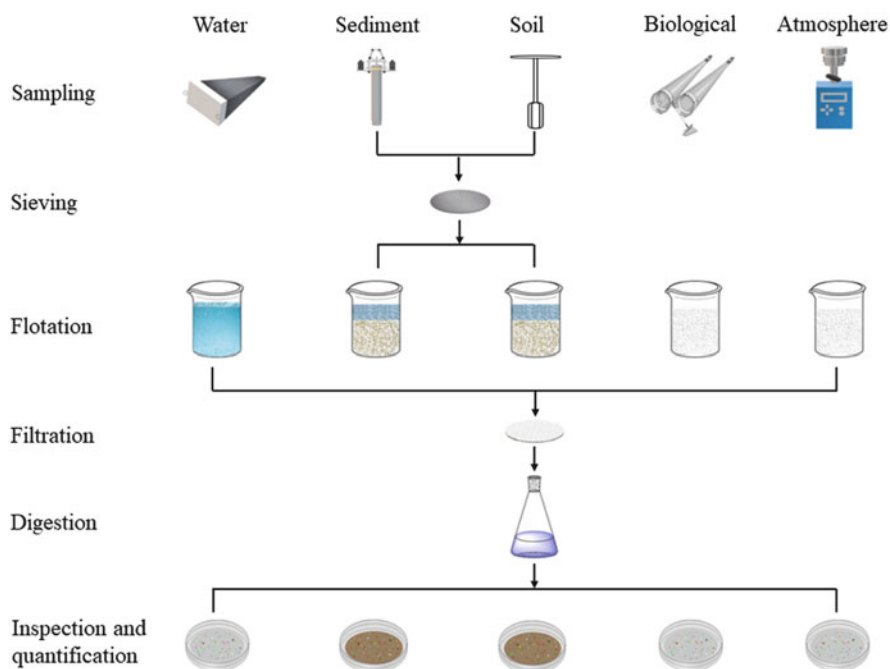 Water Sediment Soil Biological Atmosphere
Sampling
Sieving
Flotation
Filtration
Digestion
Inspection and
quantification